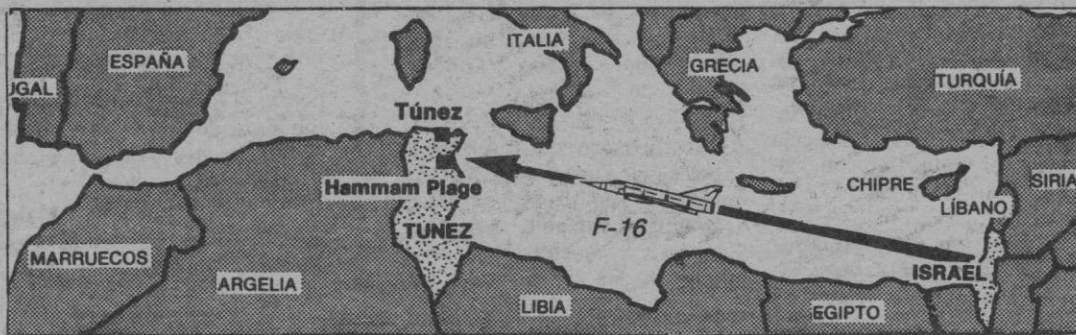 ESPAÑA
UGAL
ITALIA
GRECIA
TURQUÍA
Túnez
Hammam Plage
TUNEZ
F-16
CHIPRE
SIRIA
LÍBANO
ISRAEL
MARRUECOS
ARGELIA
LIBIA
EGIPTO